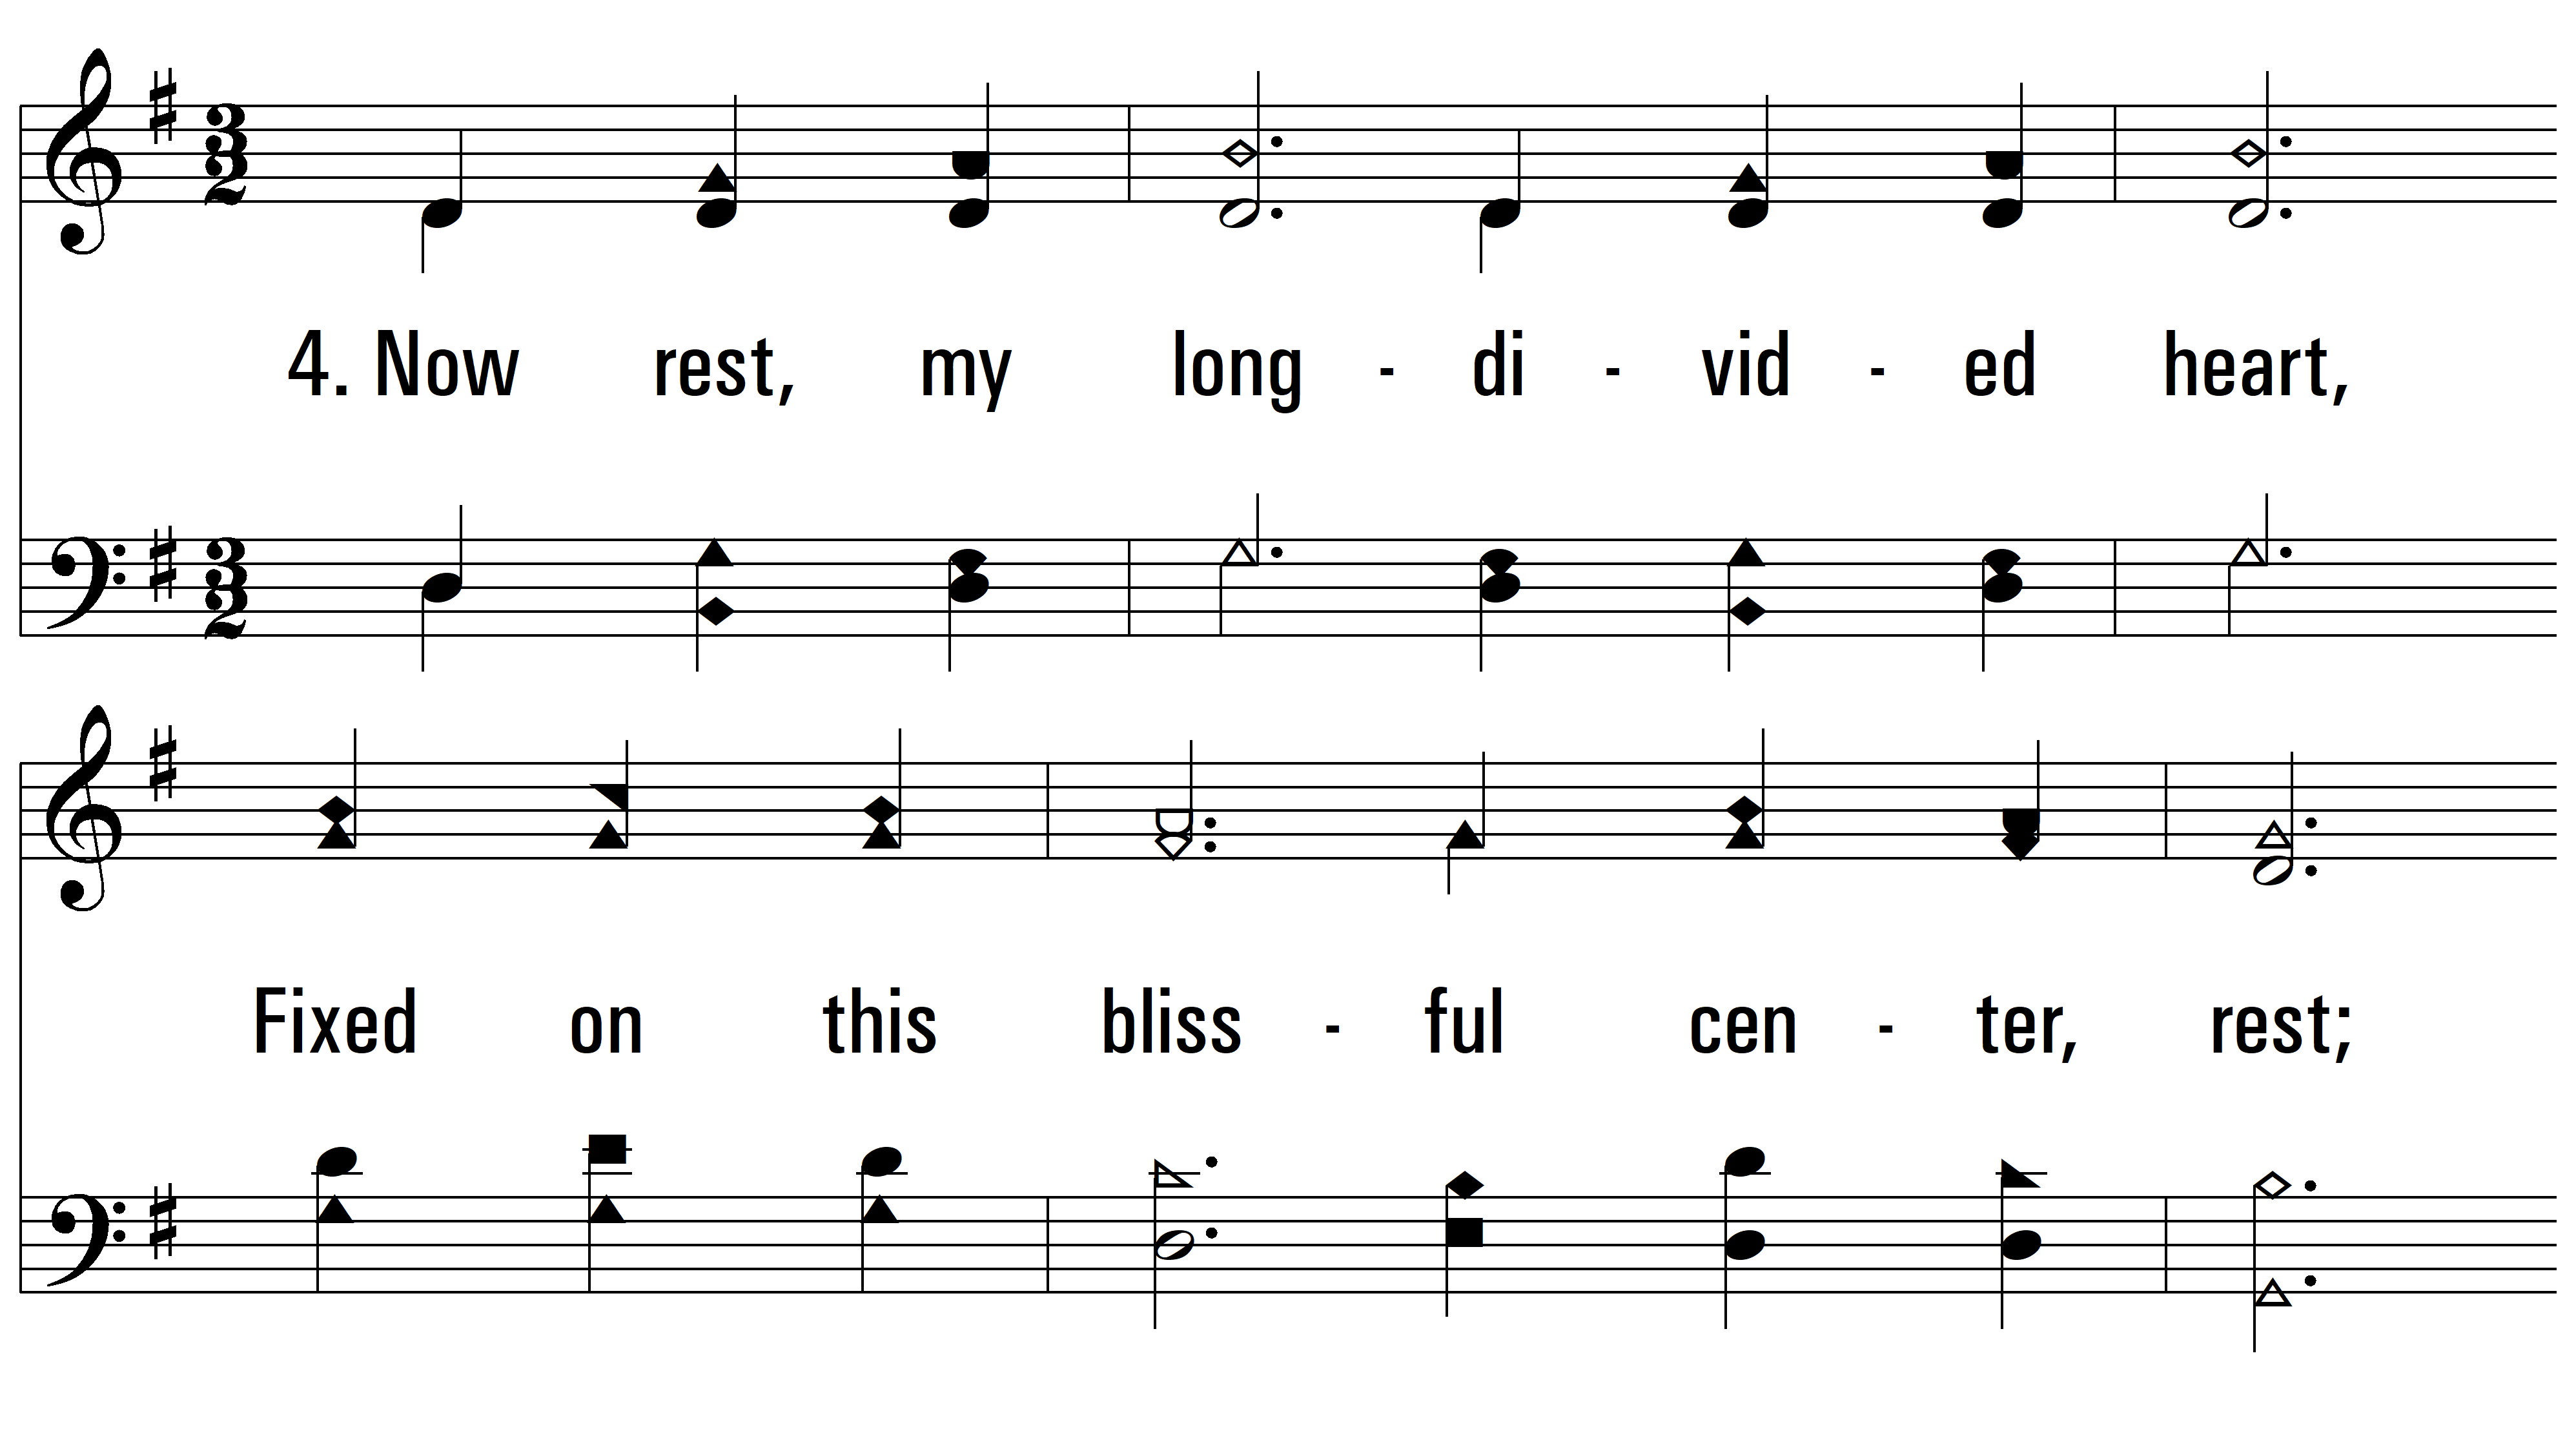 4. Now rest, my long - di - vid - ed heart,
Fixed on this bliss - ful cen - ter, rest;